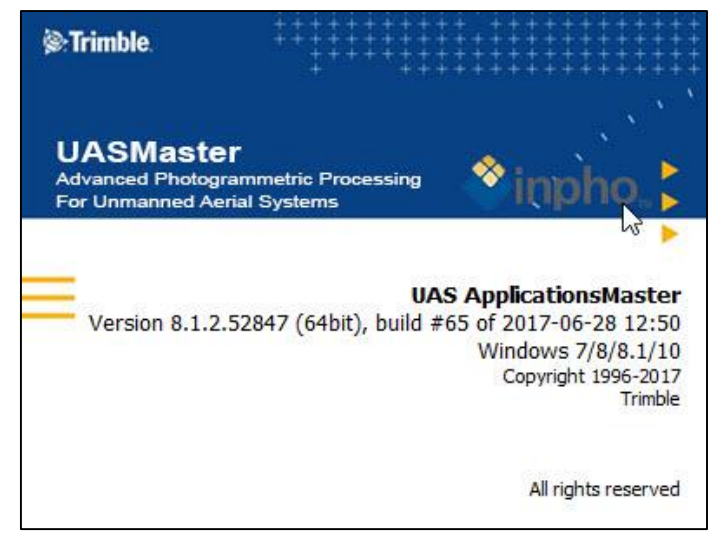 Trimble.
UASMaster
Advanced Photogrammetric Processing
For Unmanned Aerial Systems
inpho
UAS ApplicationsMaster
Version 8.1.2.52847 (64bit), build #65 of 2017-06-28 12:50
Windows 7/8/8.1/10
Copyright 1996-2017
Trimble
All rights reserved